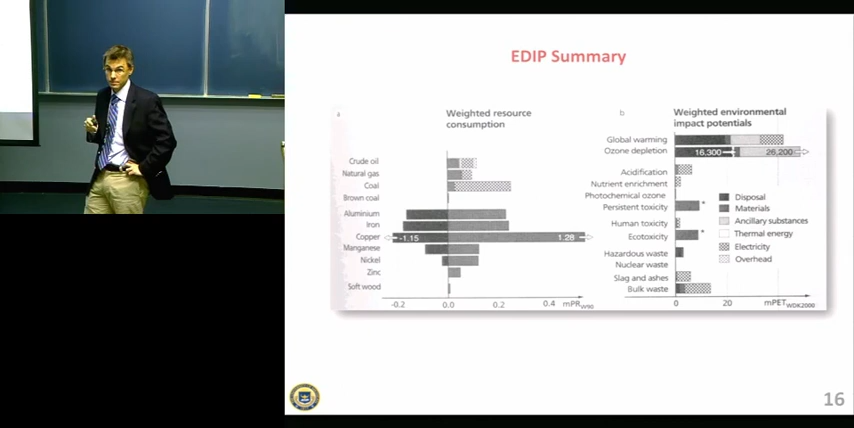 EDIP Summary
a
Weighted resource
consumption
Crude oil
Natural gas
Coal
Brown coal
Aluminium
Iron
Copper
-1.15
1.28
Manganese
Nickel
Zinc
Soft wood
-0.2
0.0
0.2
0.4
mPRW90
b
Weighted environmental
impact potentials
Global warming
Ozone depletion
16,300
26,200
Acidification
Nutrient enrichment
Photochemical ozone
Persistent toxicity
*
Human toxicity
Ecotoxicity
*
Hazardous waste
Nuclear waste
Slag and ashes
Bulk waste
0
20
mPETWDK2000
Disposal
Materials
Ancillary substances
Thermal energy
Electricity
Overhead
16